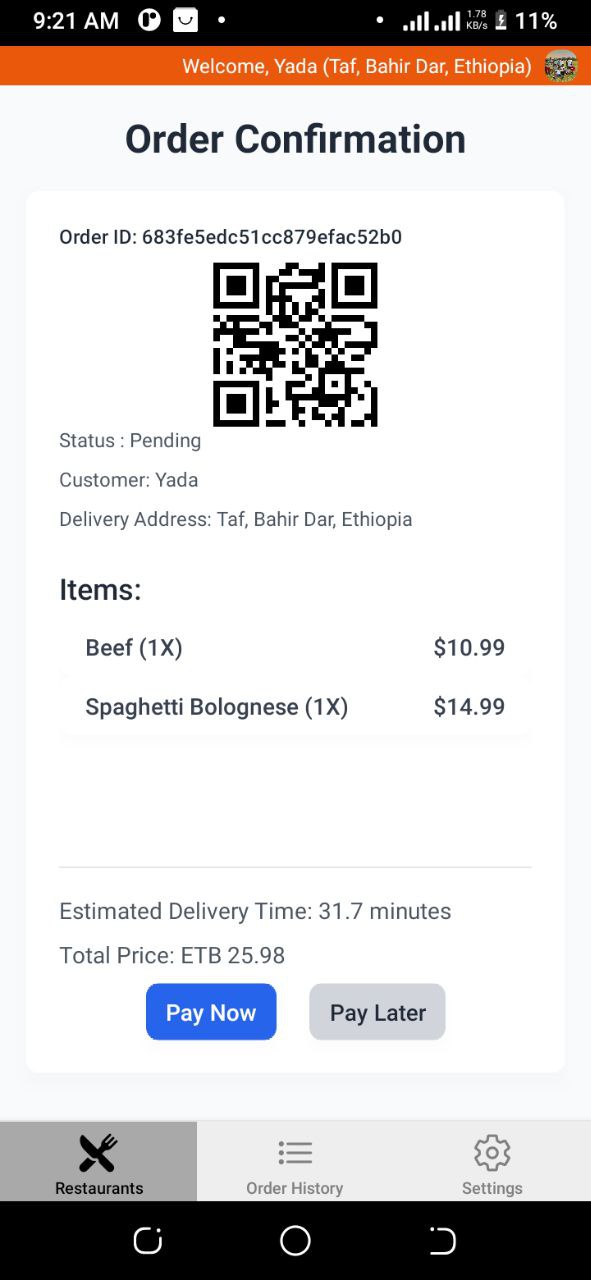 9:21 AM
1.78 KB/s
11%
Welcome, Yada (Taf, Bahir Dar, Ethiopia)
Order Confirmation
Order ID: 683fe5edc51cc879efac52b0
Status : Pending
Customer: Yada
Delivery Address: Taf, Bahir Dar, Ethiopia
Items:
Beef (1X) $10.99
Spaghetti Bolognese (1X) $14.99
Estimated Delivery Time: 31.7 minutes
Total Price: ETB 25.98
Pay Now Pay Later
Restaurants Order History Settings